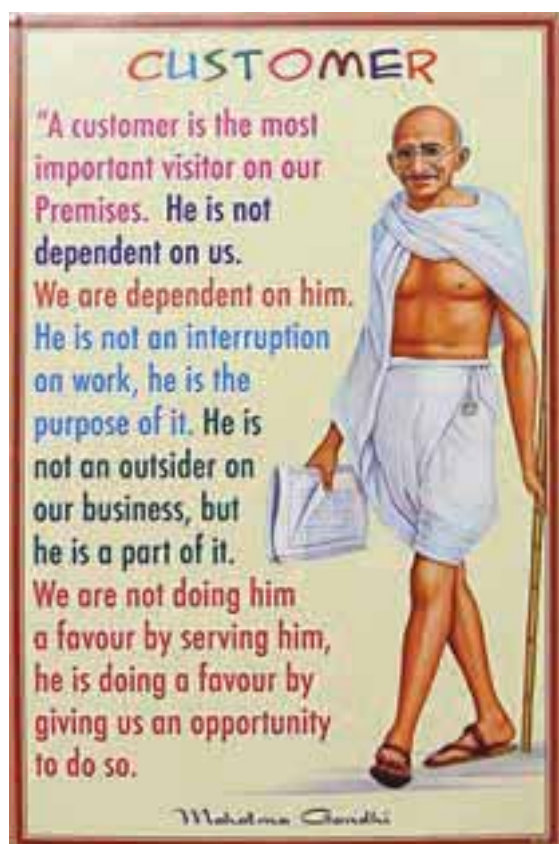 CUSTOMER
"A customer is the most
important visitor on our
Premises. He is not
dependent on us.
We are dependent on him.
He is not an interruption
on work, he is the
purpose of it. He is
not an outsider on
our business, but
he is a part of it.
We are not doing him
a favour by serving him,
he is doing a favour by
giving us an opportunity
to do so.
Mahatma Gandhi